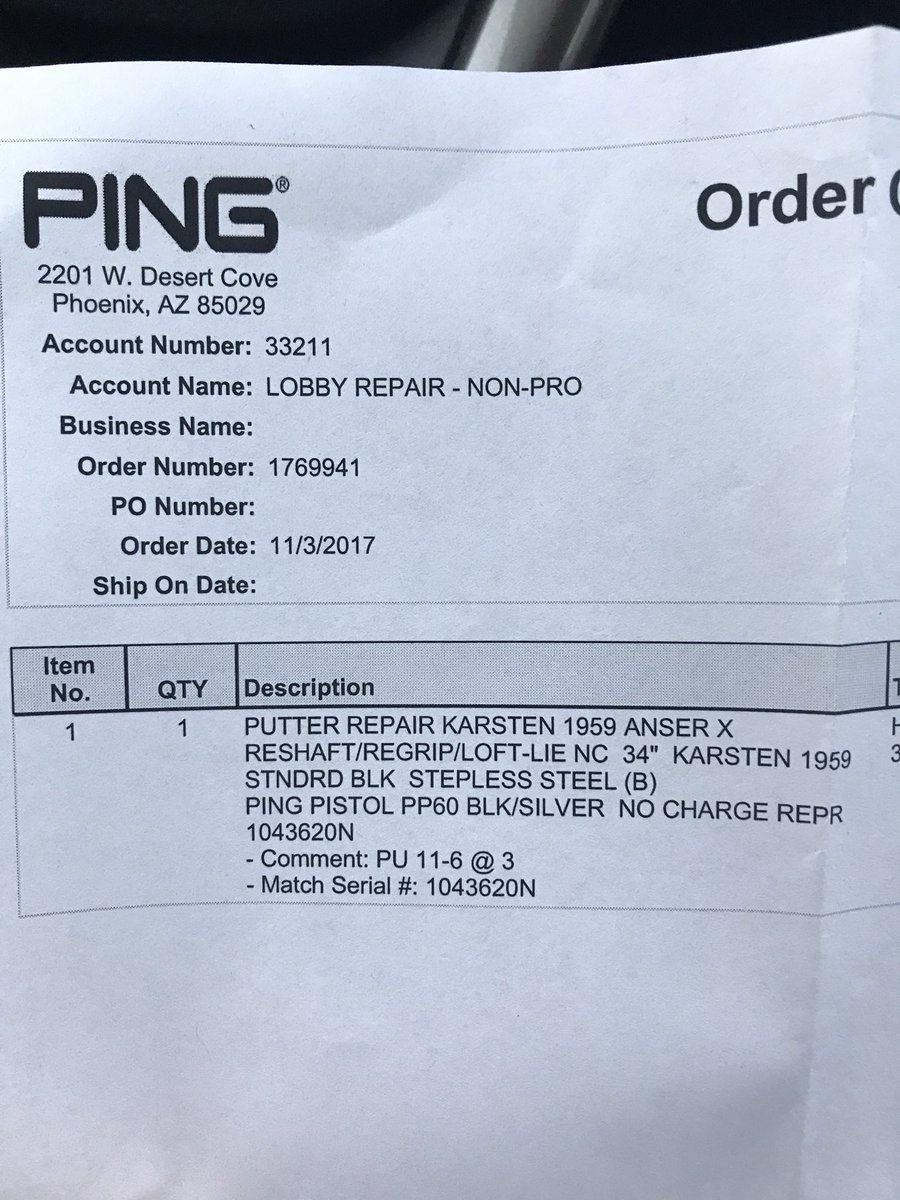 PING®
Order
2201 W. Desert Cove
Phoenix, AZ 85029
Account Number: 33211
Account Name: LOBBY REPAIR - NON-PRO
Business Name:
Order Number: 1769941
PO Number:
Order Date: 11/3/2017
Ship On Date:
Item No. QTY Description
1 1 PUTTER REPAIR KARSTEN 1959 ANSER X
RESHAFT/REGRIP/LOFT-LIE NC 34" KARSTEN 1959
STNDRD BLK STEPLESS STEEL (B)
PING PISTOL PP60 BLK/SILVER NO CHARGE REPR
1043620N
- Comment: PU 11-6 @ 3
- Match Serial #: 1043620N